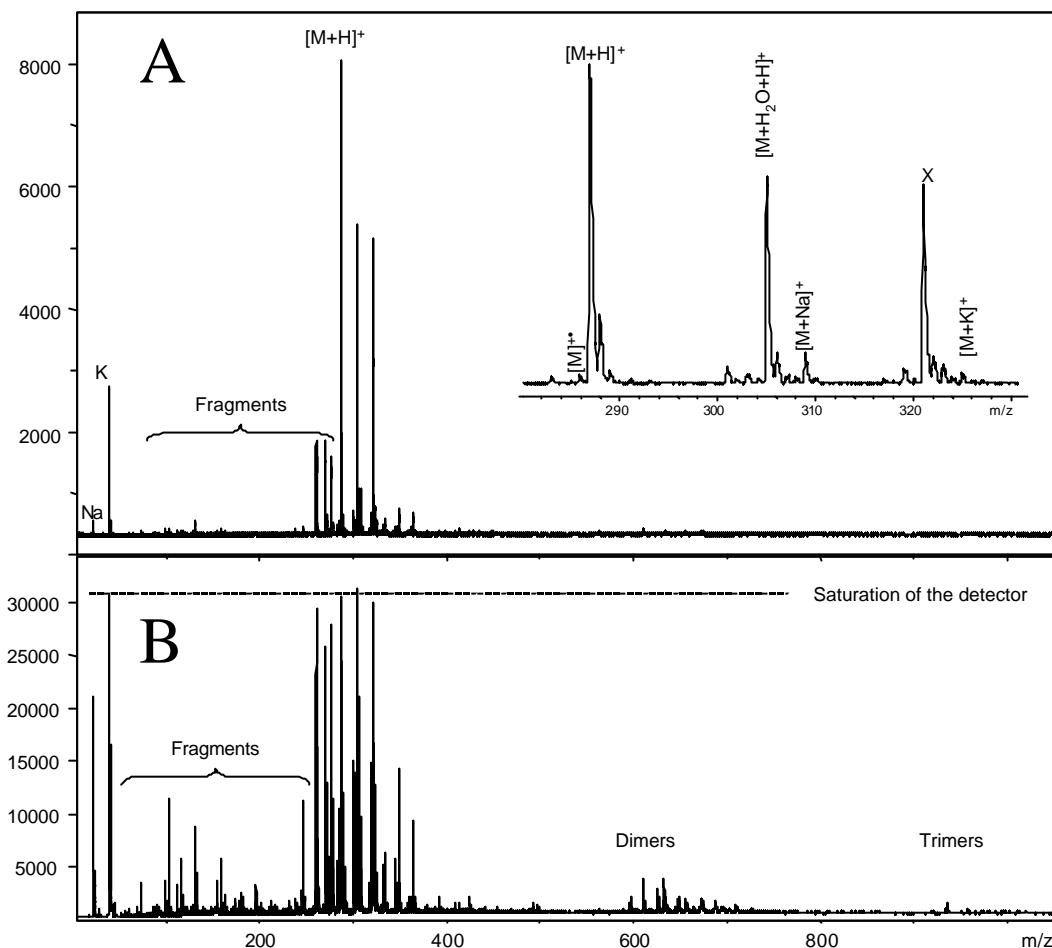 A
[M+H]⁺
8000
6000
4000
2000
K
Na
Fragments
[M+H]⁺
[M]⁺•
[M+H₂O+H]⁺
[M+Na]⁺
X
[M+K]⁺
290
300
310
320
m/z
B
30000
25000
20000
15000
10000
5000
Saturation of the detector
Fragments
Dimers
Trimers
200
400
600
800
m/z